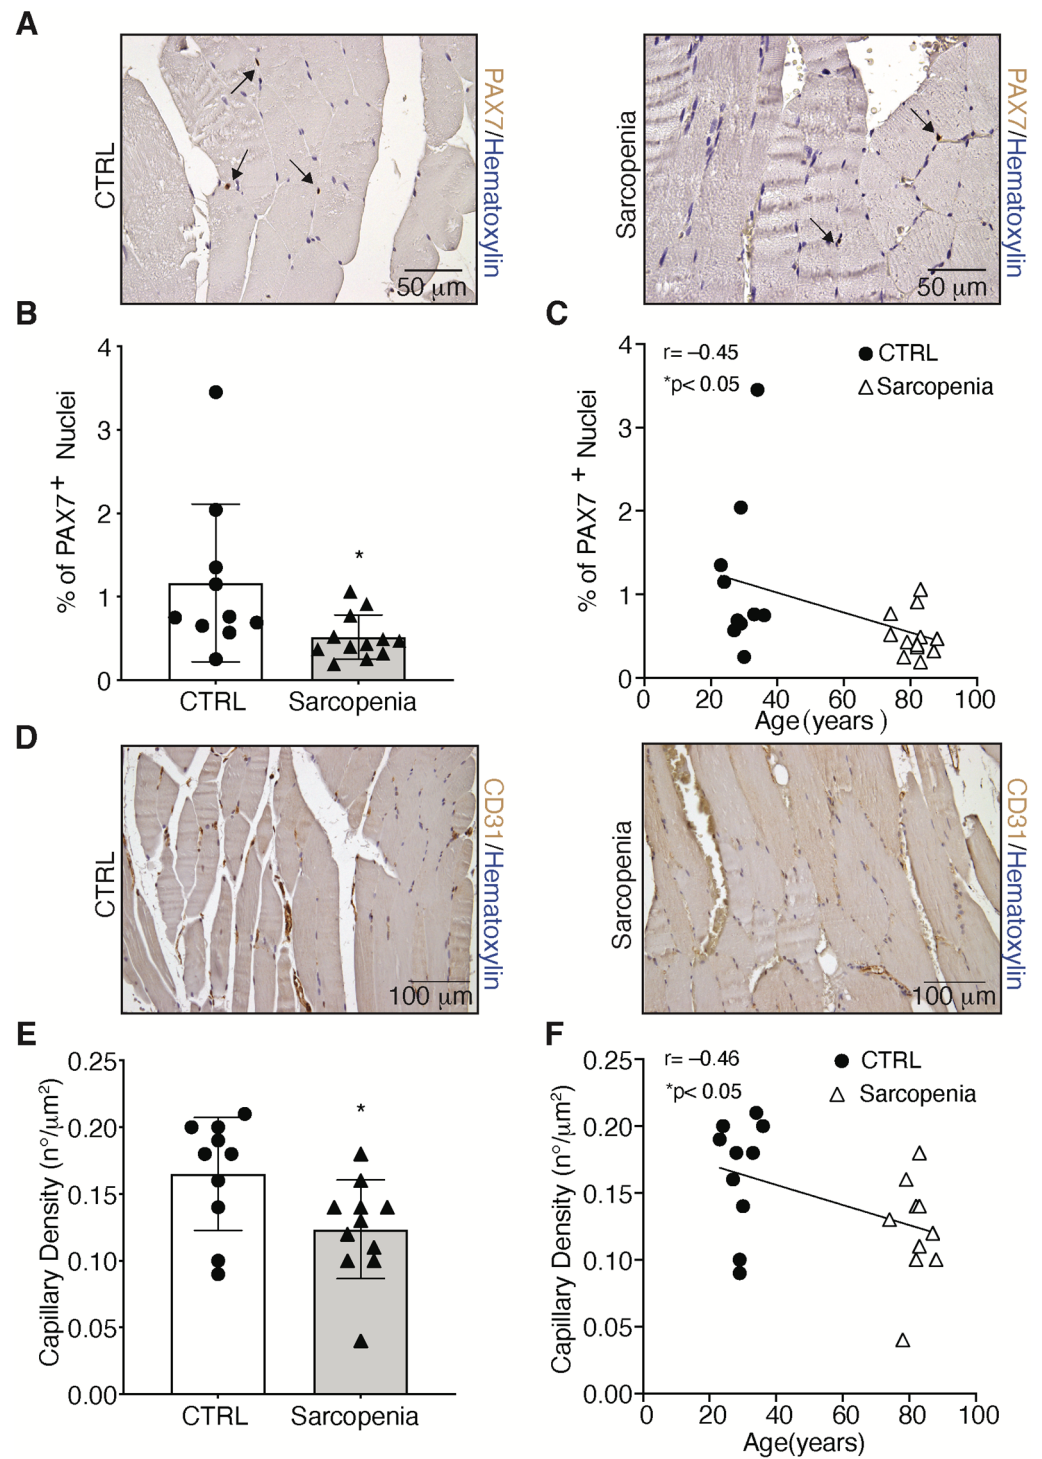 A
CTRL
PAX7/Hematoxylin
50 µm
Sarcopenia
PAX7/Hematoxylin
50 µm
B
% of PAX7+ Nuclei
4
3
2
1
0
*
CTRL
Sarcopenia
C
% of PAX7 + Nuclei
4
3
2
1
0
r= –0.45
*p< 0.05
CTRL
Sarcopenia
0 20 40 60 80 100
Age(years )
D
CTRL
CD31/Hematoxylin
100 µm
Sarcopenia
CD31/Hematoxylin
100 µm
E
Capillary Density (n°/µm²)
0.25
0.20
0.15
0.10
0.05
0.00
*
CTRL
Sarcopenia
F
Capillary Density (n°/µm²)
0.25
0.20
0.15
0.10
0.05
0.00
r= –0.46
*p< 0.05
CTRL
Sarcopenia
0 20 40 60 80 100
Age(years)